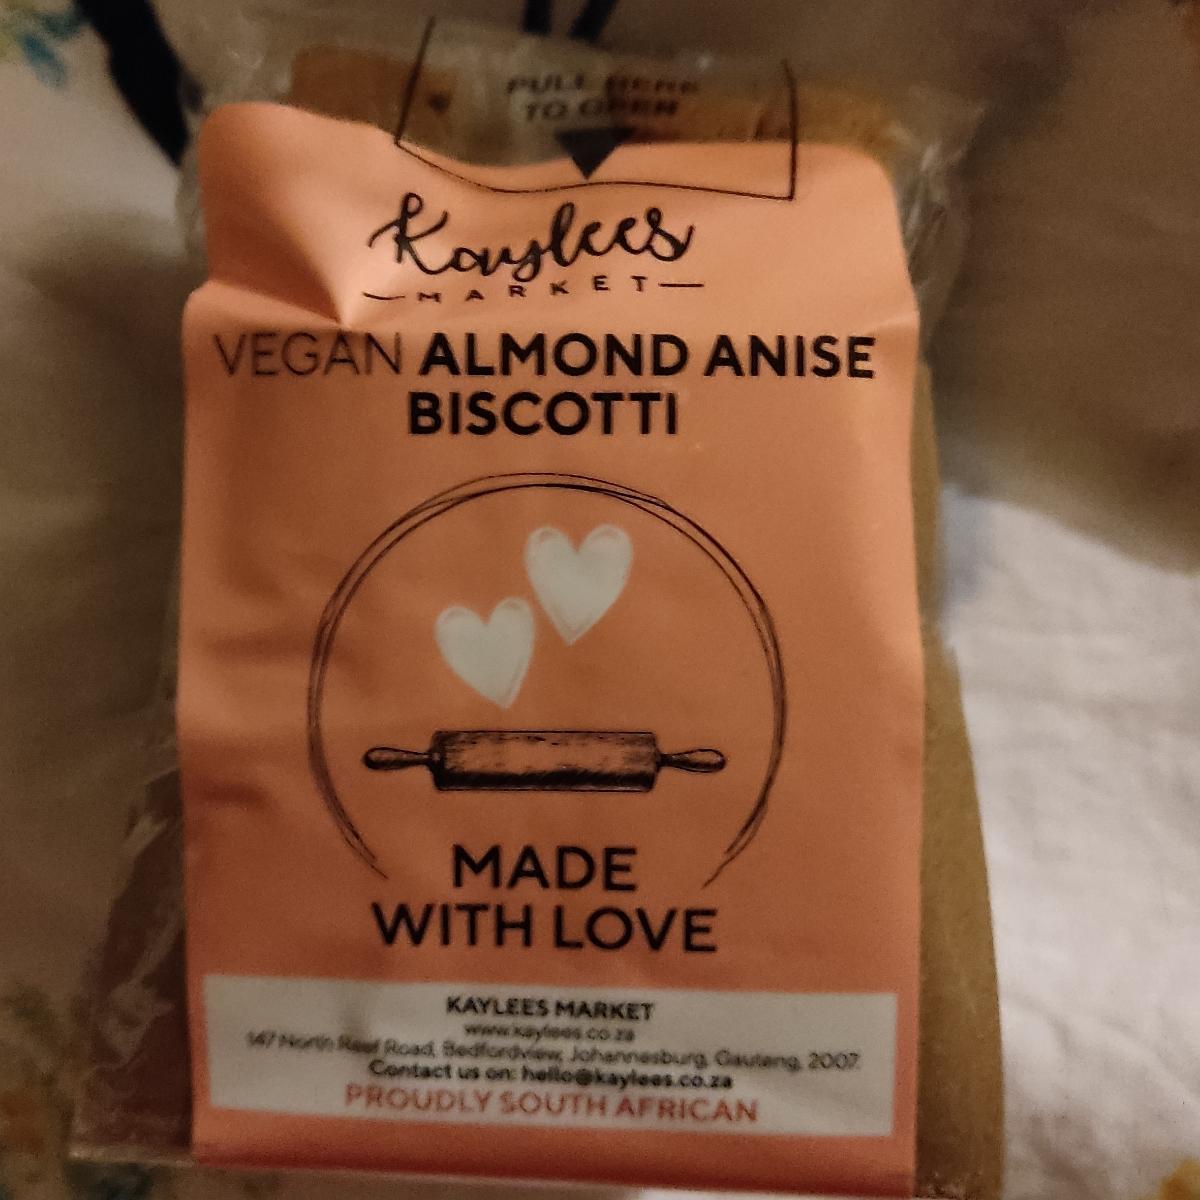 PULL HERE
TO OPEN
Kaylees
MARKET
VEGAN ALMOND ANISE
BISCOTTI
MADE
WITH LOVE
KAYLEES MARKET
www.kaylees.co.za
147 North Reef Road, Bedfordview, Johannesburg, Gauteng, 2007.
Contact us on: hello@kaylees.co.za
PROUDLY SOUTH AFRICAN